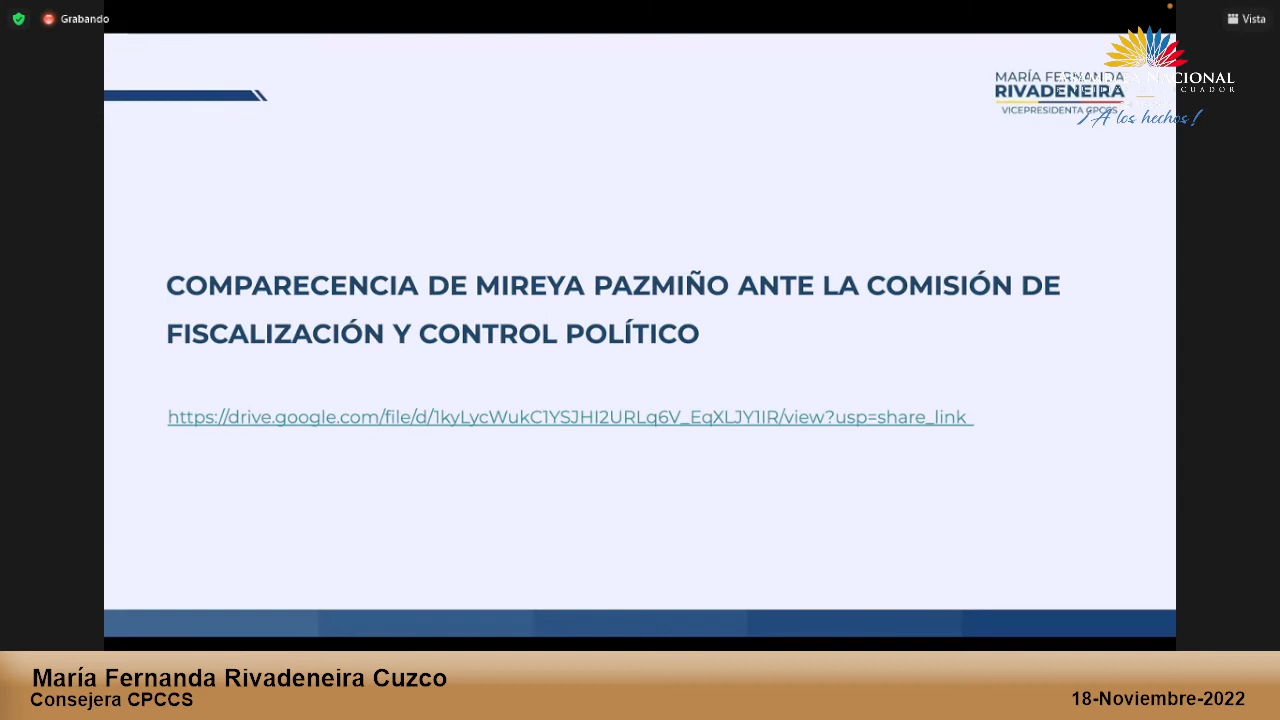 Grabando
Vista
MARÍA FERNANDA
RIVADENEIRA
VICEPRESIDENTA CPCCS
NACIONAL
¡A los hechos!
COMPARECENCIA DE MIREYA PAZMIÑO ANTE LA COMISIÓN DE
FISCALIZACIÓN Y CONTROL POLÍTICO
https://drive.google.com/file/d/1kyLycWukC1YSJHI2URLq6V_EqXLJY1IR/view?usp=share_link
María Fernanda Rivadeneira Cuzco
Consejera CPCCS
18-Noviembre-2022